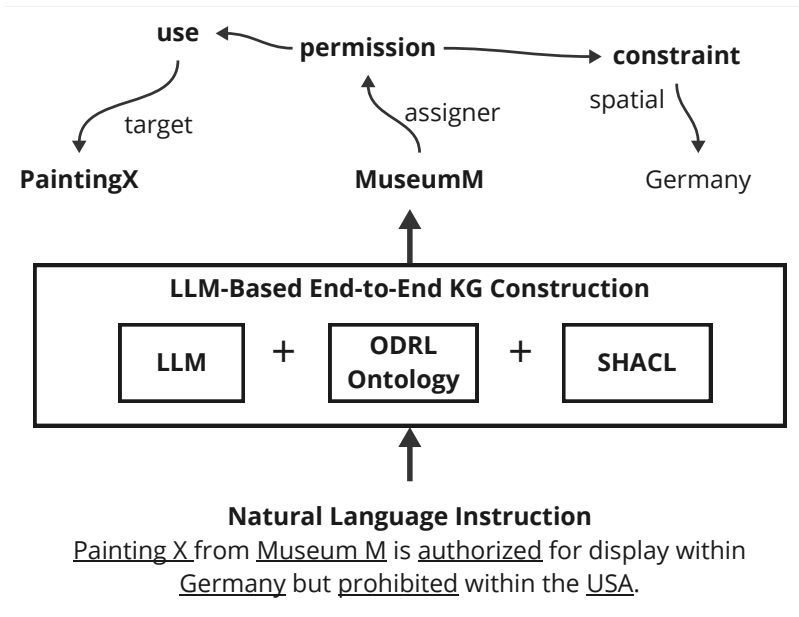 use
permission
constraint
target
assigner
spatial
PaintingX
MuseumM
Germany
LLM-Based End-to-End KG Construction
LLM
+
ODRL
Ontology
+
SHACL
Natural Language Instruction
Painting X from Museum M is authorized for display within
Germany but prohibited within the USA.